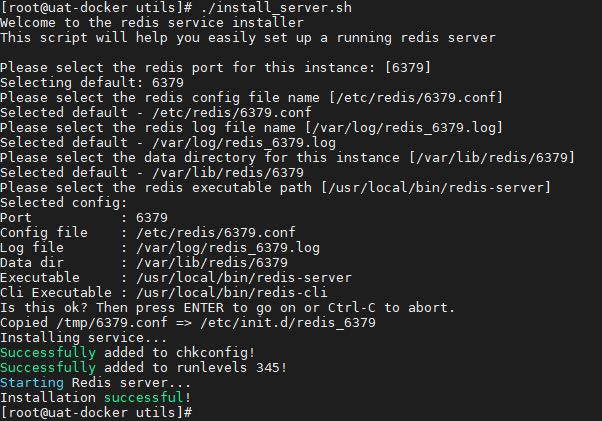 [root@uat-docker utils]# ./install_server.sh
Welcome to the redis service installer
This script will help you easily set up a running redis server
Please select the redis port for this instance: [6379]
Selecting default: 6379
Please select the redis config file name [/etc/redis/6379.conf]
Selected default - /etc/redis/6379.conf
Please select the redis log file name [/var/log/redis_6379.log]
Selected default - /var/log/redis_6379.log
Please select the data directory for this instance [/var/lib/redis/6379]
Selected default - /var/lib/redis/6379
Please select the redis executable path [/usr/local/bin/redis-server]
Selected config:
Port           : 6379
Config file    : /etc/redis/6379.conf
Log file       : /var/log/redis_6379.log
Data dir       : /var/lib/redis/6379
Executable     : /usr/local/bin/redis-server
Cli Executable : /usr/local/bin/redis-cli
Is this ok? Then press ENTER to go on or Ctrl-C to abort.
Copied /tmp/6379.conf => /etc/init.d/redis_6379
Installing service...
Successfully added to chkconfig!
Successfully added to runlevels 345!
Starting Redis server...
Installation successful!
[root@uat-docker utils]#